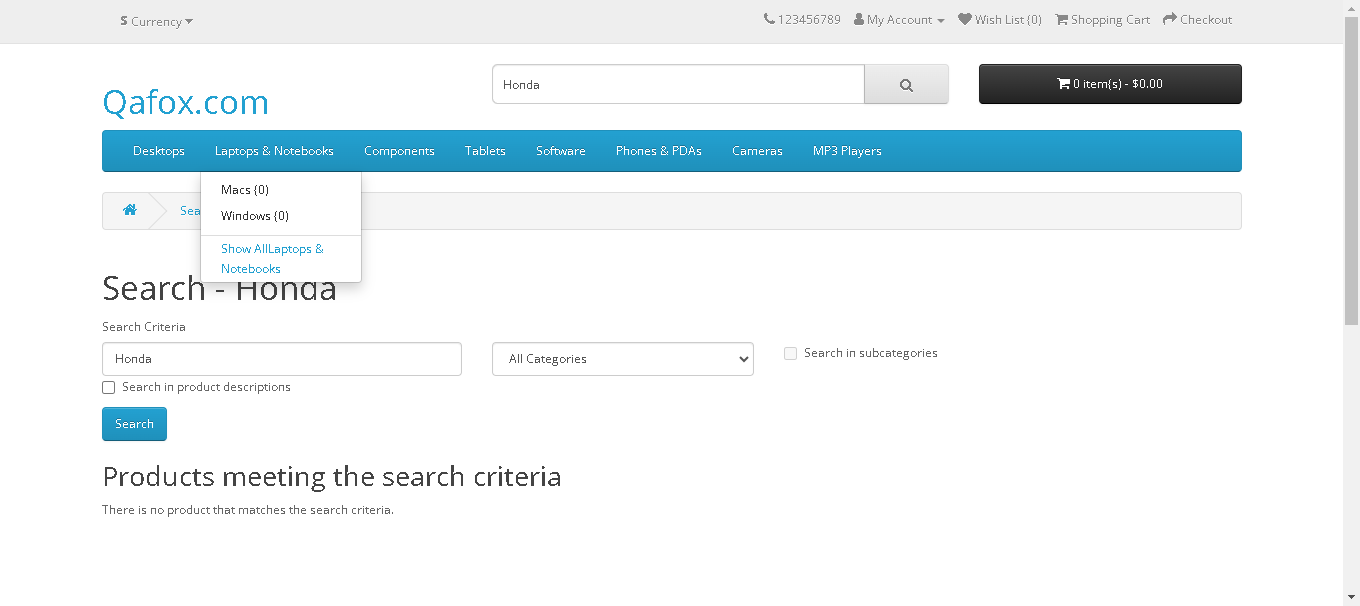 $ Currency
123456789 My Account Wish List (0) Shopping Cart Checkout
Qafox.com
Honda
0 item(s) - $0.00
Desktops Laptops & Notebooks Components Tablets Software Phones & PDAs Cameras MP3 Players
Macs (0)
Windows (0)
Show AllLaptops &
Notebooks
Sea
Search - Honda
Search Criteria
Honda
All Categories
Search in subcategories
Search in product descriptions
Search
Products meeting the search criteria
There is no product that matches the search criteria.